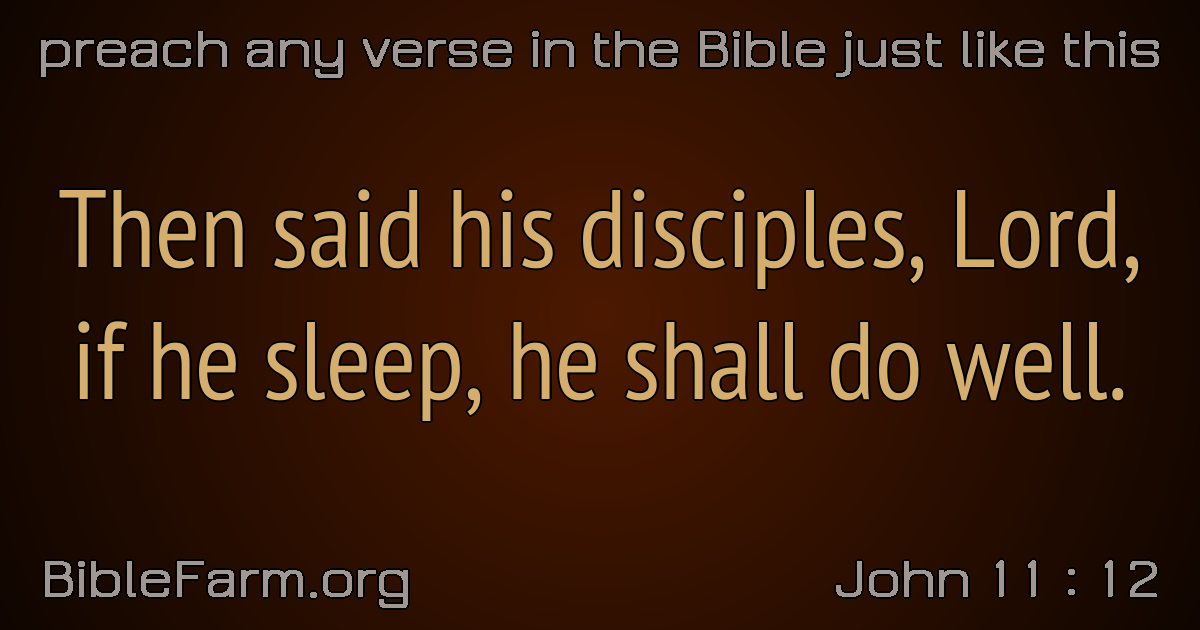 preach any verse in the Bible just like this
Then said his disciples, Lord,
if he sleep, he shall do well.
BibleFarm.org
John 11 : 12